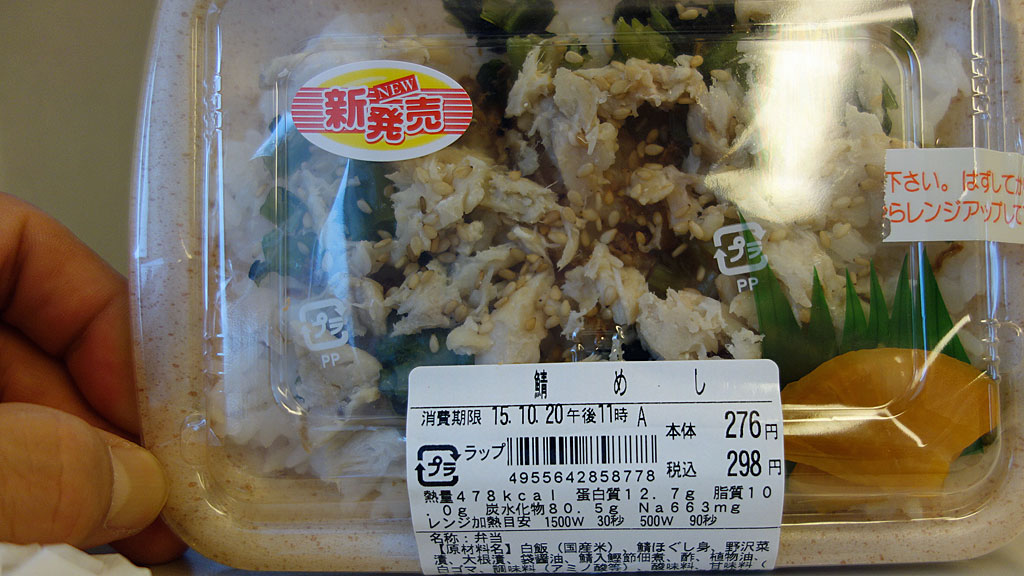 NEW
新発売
下さい。はずしてか
らレンジアップして
プラ
PP
プラ
PP
鯖めし
消費期限 15.10.20午後11時 A
本体 276円
プラ ラップ
4955642858778
税込 298円
熱量478kcal 蛋白質12.7g 脂質10
.0g 炭水化物80.5g Na663mg
レンジ加熱目安 1500W 30秒 500W 90秒
名称:弁当
【原材料名】白飯(国産米)、鯖ほぐし身、野沢菜
漬、大根漬、袋醤油、鯖入鰹節佃煮、酢、植物油、
白ゴマ、調味料(アミノ酸等)、酸味料、甘味料(